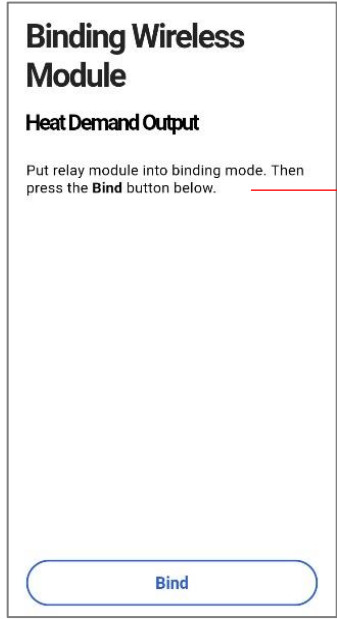 Binding Wireless
Module
Heat Demand Output
Put relay module into binding mode. Then
press the Bind button below.
Bind